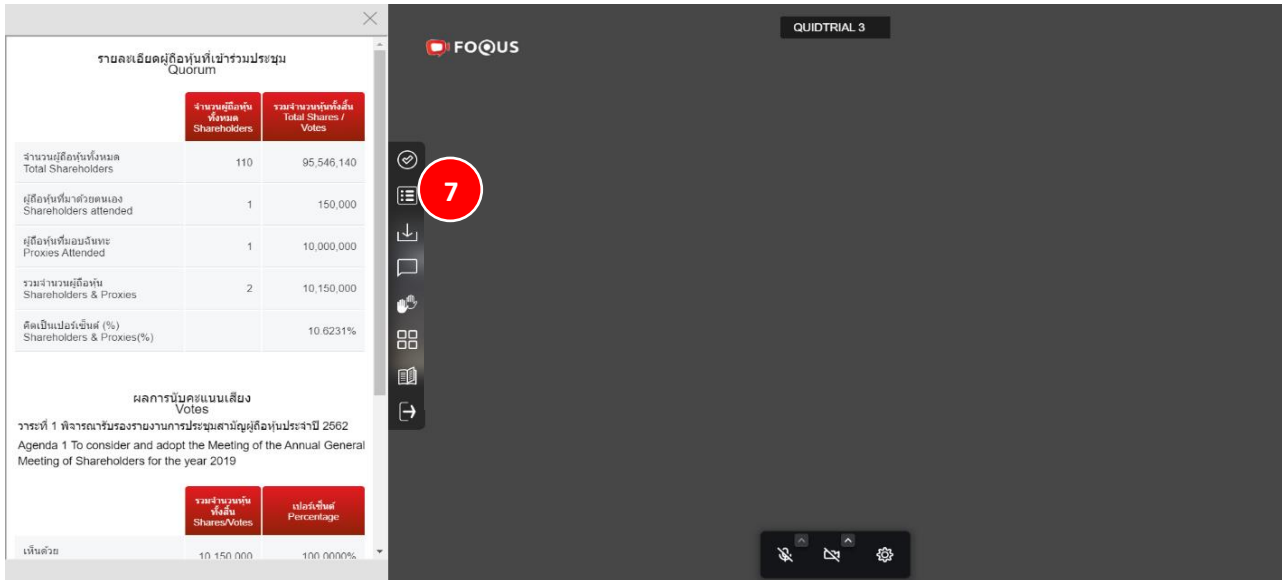 QUIDTRIAL 3
FOQUS
รายละเอียดผู้ถือหุ้นที่เข้าร่วมประชุม
Quorum
จำนวนผู้ถือหุ้น
ทั้งหมด
Shareholders
รวมจำนวนหุ้นทั้งสิ้น
Total Shares /
Votes
จำนวนผู้ถือหุ้นทั้งหมด
Total Shareholders
110
95,546,140
ผู้ถือหุ้นที่มาด้วยตนเอง
Shareholders attended
1
150,000
ผู้ถือหุ้นที่มอบฉันทะ
Proxies Attended
1
10,000,000
รวมจำนวนผู้ถือหุ้น
Shareholders & Proxies
2
10,150,000
คิดเป็นเปอร์เซ็นต์ (%)
Shareholders & Proxies(%)
10.6231%
7
ผลการนับคะแนนเสียง
Votes
วาระที่ 1 พิจารณารับรองรายงานการประชุมสามัญผู้ถือหุ้นประจำปี 2562
Agenda 1 To consider and adopt the Meeting of the Annual General
Meeting of Shareholders for the year 2019
รวมจำนวนหุ้น
ทั้งสิ้น
Shares/Votes
เปอร์เซ็นต์
Percentage
เห็นด้วย
10,150,000
100.0000%